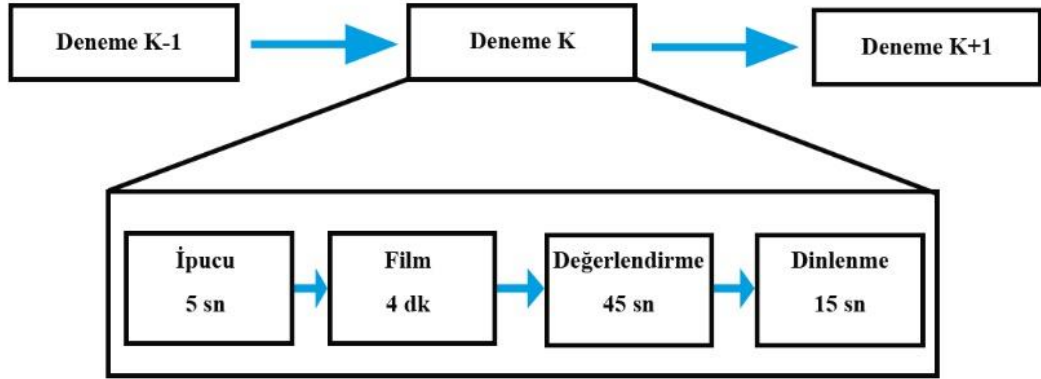 Deneme K-1
Deneme K
Deneme K+1
İpucu
5 sn
Film
4 dk
Değerlendirme
45 sn
Dinlenme
15 sn